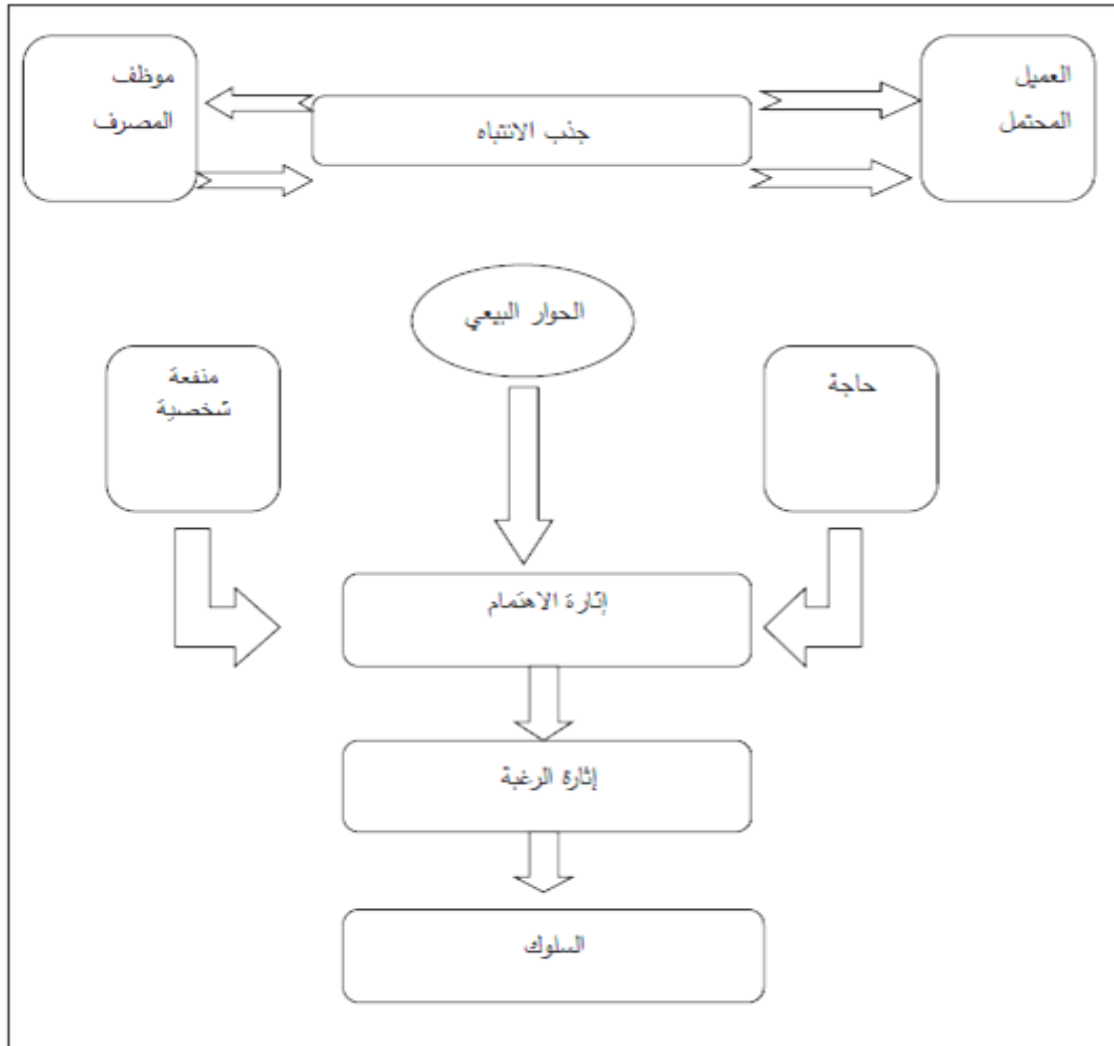 العميل
المحتمل
جذب الانتباه
موظف
المصرف
الحوار البيعي
حاجة
منفعة
شخصية
إثارة الاهتمام
إثارة الرغبة
السلوك